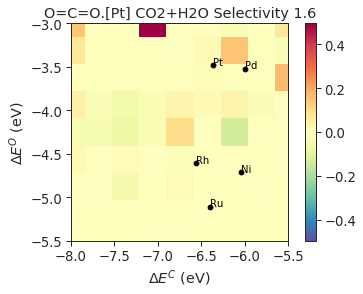 O=C=O.[Pt] CO2+H2O Selectivity 1.6
−3.0
−3.5
−4.0
−4.5
−5.0
−5.5
ΔE^O (eV)
Pt
Pd
Rh
Ni
Ru
−8.0 −7.5 −7.0 −6.5 −6.0 −5.5
ΔE^C (eV)
0.4
0.2
0.0
−0.2
−0.4